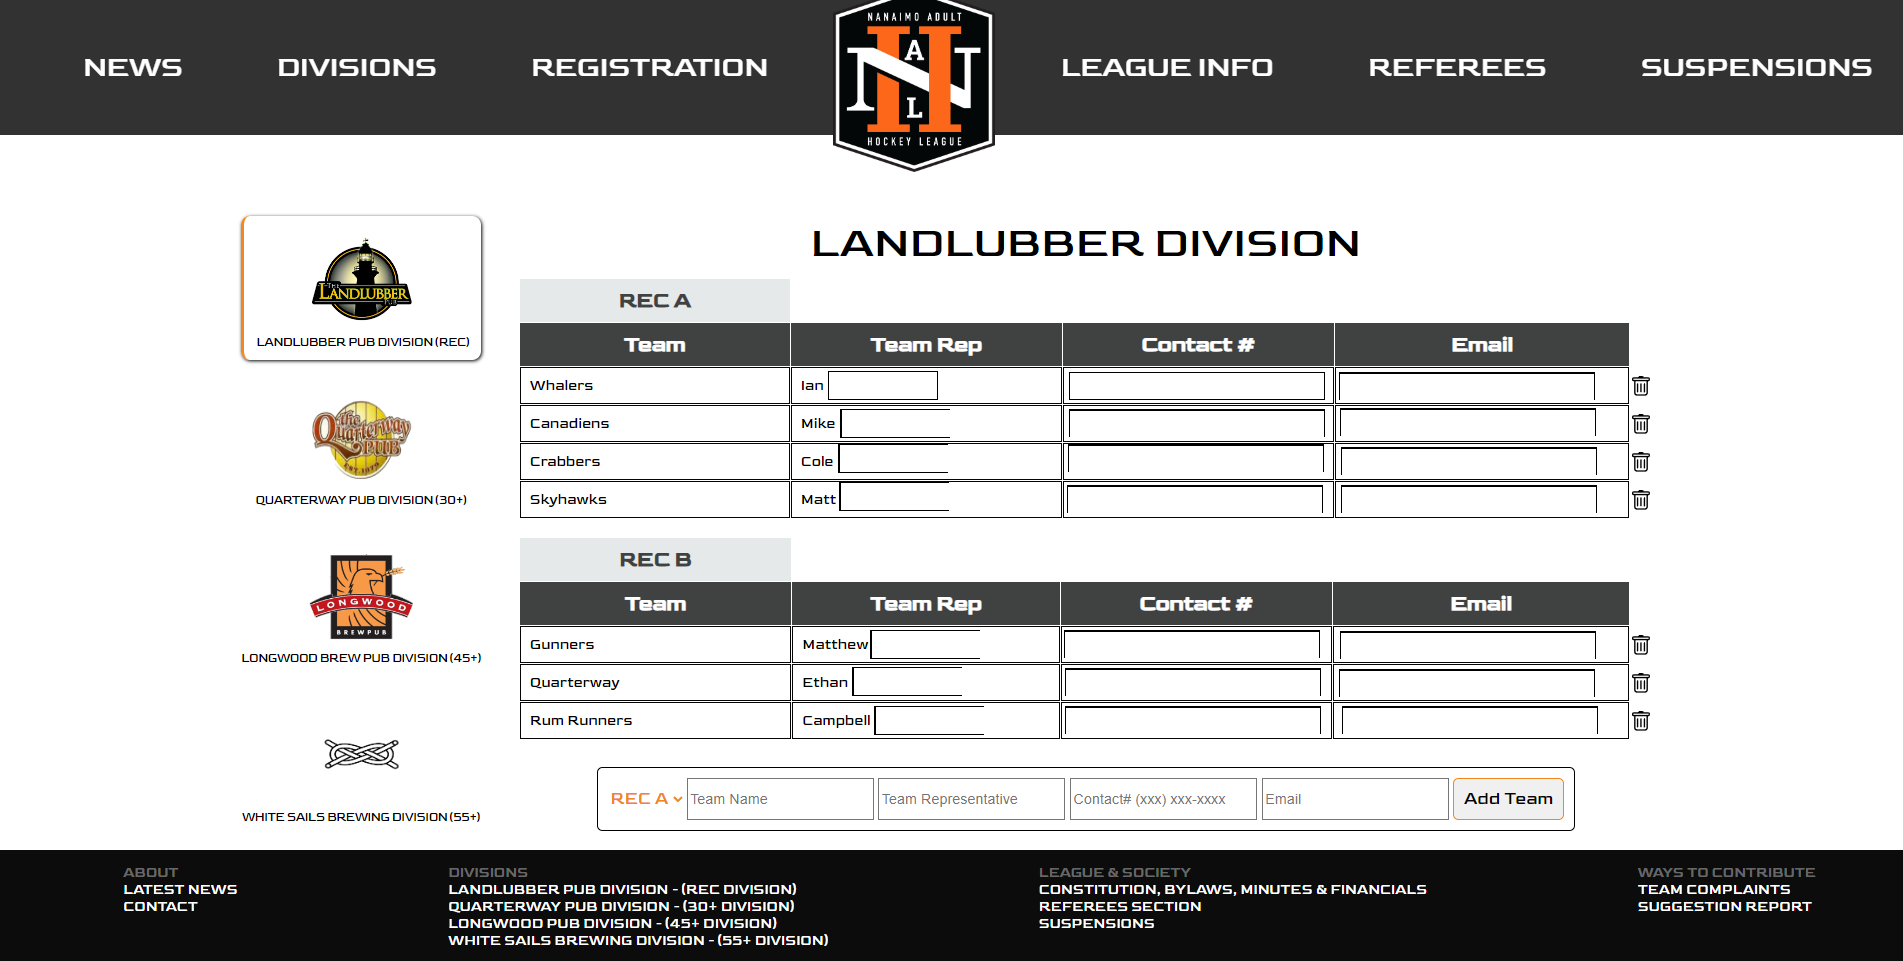 NANAIMO ADULT
NEWS DIVISIONS REGISTRATION LEAGUE INFO REFEREES SUSPENSIONS
N A H L
HOCKEY LEAGUE
THE
LANDLUBBER
PUB
LANDLUBBER PUB DIVISION (REC)
the
Quarterway
PUB
EST. 1879
QUARTERWAY PUB DIVISION (30+)
LONGWOOD
BREWPUB
LONGWOOD BREW PUB DIVISION (45+)
WHITE SAILS BREWING DIVISION (55+)
LANDLUBBER DIVISION
REC A
Team Team Rep Contact # Email
Whalers Ian
Canadiens Mike
Crabbers Cole
Skyhawks Matt
REC B
Team Team Rep Contact # Email
Gunners Matthew
Quarterway Ethan
Rum Runners Campbell
REC A Team Name Team Representative Contact# (xxx) xxx-xxxx Email Add Team
ABOUT
LATEST NEWS
CONTACT
DIVISIONS
LANDLUBBER PUB DIVISION - (REC DIVISION)
QUARTERWAY PUB DIVISION - (30+ DIVISION)
LONGWOOD PUB DIVISION - (45+ DIVISION)
WHITE SAILS BREWING DIVISION - (55+ DIVISION)
LEAGUE & SOCIETY
CONSTITUTION, BYLAWS, MINUTES & FINANCIALS
REFEREES SECTION
SUSPENSIONS
WAYS TO CONTRIBUTE
TEAM COMPLAINTS
SUGGESTION REPORT